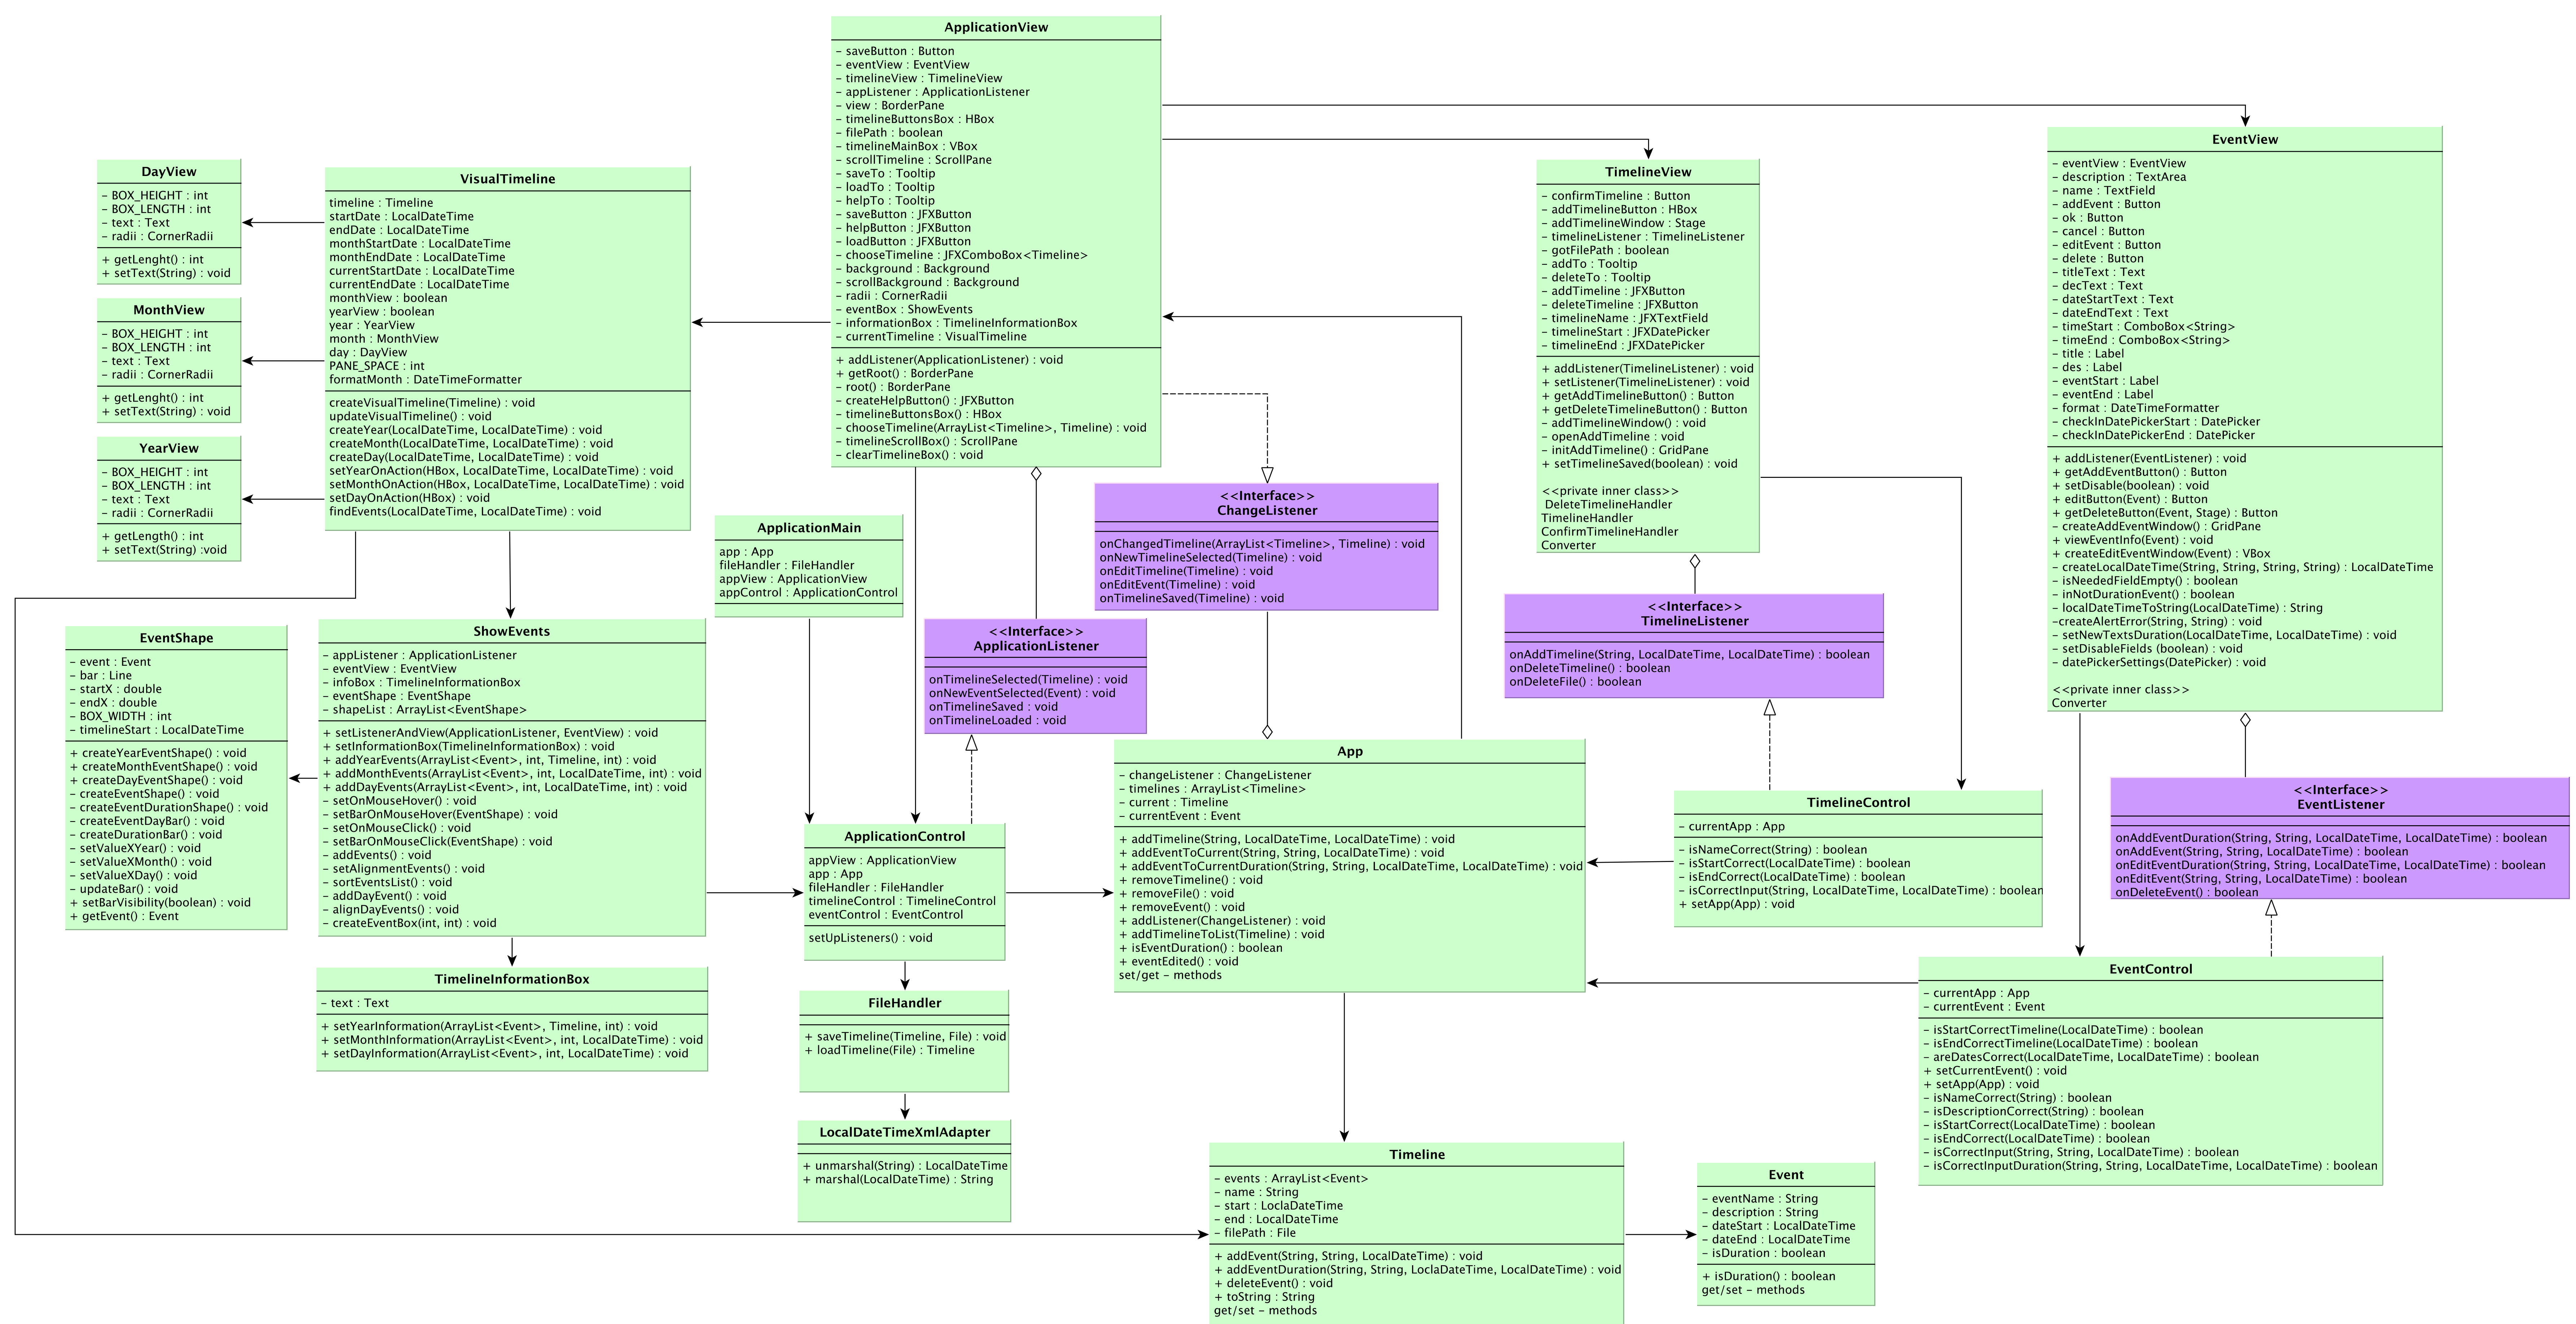 ApplicationView
– saveButton : Button
– eventView : EventView
– timelineView : TimelineView
– appListener : ApplicationListener
– view : BorderPane
– timelineButtonsBox : HBox
– filePath : boolean
– timelineMainBox : VBox
– scrollTimeline : ScrollPane
– saveTo : Tooltip
– loadTo : Tooltip
– helpTo : Tooltip
– saveButton : JFXButton
– helpButton : JFXButton
– loadButton : JFXButton
– chooseTimeline : JFXComboBox<Timeline>
– background : Background
– scrollBackground : Background
– radii : CornerRadii
– eventBox : ShowEvents
– informationBox : TimelineInformationBox
– currentTimeline : VisualTimeline
+ addListener(ApplicationListener) : void
+ getRoot() : BorderPane
– root() : BorderPane
– createHelpButton() : JFXButton
– timelineButtonsBox() : HBox
– chooseTimeline(ArrayList<Timeline>, Timeline) : void
– timelineScrollBox() : ScrollPane
– clearTimelineBox() : void
EventView
– eventView : EventView
– description : TextArea
– name : TextField
– addEvent : Button
– ok : Button
– cancel : Button
– editEvent : Button
– delete : Button
– titleText : Text
– decText : Text
– dateStartText : Text
– dateEndText : Text
– timeStart : ComboBox<String>
– timeEnd : ComboBox<String>
– title : Label
– des : Label
– eventStart : Label
– eventEnd : Label
– format : DateTimeFormatter
– checkInDatePickerStart : DatePicker
– checkInDatePickerEnd : DatePicker
+ addListener(EventListener) : void
+ getAddEventButton() : Button
+ setDisable(boolean) : void
+ editButton(Event) : Button
+ getDeleteButton(Event, Stage) : Button
– createAddEventWindow() : GridPane
+ viewEventInfo(Event) : void
+ createEditEventWindow(Event) : VBox
– createLocalDateTime(String, String, String, String) : LocalDateTime
– isNeededFieldEmpty() : boolean
– inNotDurationEvent() : boolean
– localDateTimeToString(LocalDateTime) : String
–createAlertError(String, String) : void
– setNewTextsDuration(LocalDateTime, LocalDateTime) : void
– setDisableFields (boolean) : void
– datePickerSettings(DatePicker) : void
<<private inner class>>
Converter
DayView
– BOX_HEIGHT : int
– BOX_LENGTH : int
– text : Text
– radii : CornerRadii
+ getLenght() : int
+ setText(String) : void
VisualTimeline
timeline : Timeline
startDate : LocalDateTime
endDate : LocalDateTime
monthStartDate : LocalDateTime
monthEndDate : LocalDateTime
currentStartDate : LocalDateTime
currentEndDate : LocalDateTime
monthView : boolean
yearView : boolean
year : YearView
month : MonthView
day : DayView
PANE_SPACE : int
formatMonth : DateTimeFormatter
createVisualTimeline(Timeline) : void
updateVisualTimeline() : void
createYear(LocalDateTime, LocalDateTime) : void
createMonth(LocalDateTime, LocalDateTime) : void
createDay(LocalDateTime, LocalDateTime) : void
setYearOnAction(HBox, LocalDateTime, LocalDateTime) : void
setMonthOnAction(HBox, LocalDateTime, LocalDateTime) : void
setDayOnAction(HBox) : void
findEvents(LocalDateTime, LocalDateTime) : void
TimelineView
– confirmTimeline : Button
– addTimelineButton : HBox
– addTimelineWindow : Stage
– timelineListener : TimelineListener
– gotFilePath : boolean
– addTo : Tooltip
– deleteTo : Tooltip
– addTimeline : JFXButton
– deleteTimeline : JFXButton
– timelineName : JFXTextField
– timelineStart : JFXDatePicker
– timelineEnd : JFXDatePicker
+ addListener(TimelineListener) : void
+ setListener(TimelineListener) : void
+ getAddTimelineButton() : Button
+ getDeleteTimelineButton() : Button
– addTimelineWindow() : void
– openAddTimeline : void
– initAddTimeline() : GridPane
+ setTimelineSaved(boolean) : void
<<private inner class>>
DeleteTimelineHandler
TimelineHandler
ConfirmTimelineHandler
Converter
MonthView
– BOX_HEIGHT : int
– BOX_LENGTH : int
– text : Text
– radii : CornerRadii
+ getLenght() : int
+ setText(String) : void
YearView
– BOX_HEIGHT : int
– BOX_LENGTH : int
– text : Text
– radii : CornerRadii
+ getLength() : int
+ setText(String) :void
<<Interface>>
ChangeListener
onChangedTimeline(ArrayList<Timeline>, Timeline) : void
onNewTimelineSelected(Timeline) : void
onEditTimeline(Timeline) : void
onEditEvent(Timeline) : void
onTimelineSaved(Timeline) : void
ApplicationMain
app : App
fileHandler : FileHandler
appView : ApplicationView
appControl : ApplicationControl
<<Interface>>
TimelineListener
onAddTimeline(String, LocalDateTime, LocalDateTime) : boolean
onDeleteTimeline() : boolean
onDeleteFile() : boolean
<<Interface>>
ApplicationListener
onTimelineSelected(Timeline) : void
onNewEventSelected(Event) : void
onTimelineSaved : void
onTimelineLoaded : void
EventShape
– event : Event
– bar : Line
– startX : double
– endX : double
– BOX_WIDTH : int
– timelineStart : LocalDateTime
+ createYearEventShape() : void
+ createMonthEventShape() : void
+ createDayEventShape() : void
– createEventShape() : void
– createEventDurationShape() : void
– createEventDayBar() : void
– createDurationBar() : void
– setValueXYear() : void
– setValueXMonth() : void
– setValueXDay() : void
– updateBar() : void
+ setBarVisibility(boolean) : void
+ getEvent() : Event
ShowEvents
– appListener : ApplicationListener
– eventView : EventView
– infoBox : TimelineInformationBox
– eventShape : EventShape
– shapeList : ArrayList<EventShape>
+ setListenerAndView(ApplicationListener, EventView) : void
+ setInformationBox(TimelineInformationBox) : void
+ addYearEvents(ArrayList<Event>, int, Timeline, int) : void
+ addMonthEvents(ArrayList<Event>, int, LocalDateTime, int) : void
+ addDayEvents(ArrayList<Event>, int, LocalDateTime, int) : void
– setOnMouseHover() : void
– setBarOnMouseHover(EventShape) : void
– setOnMouseClick() : void
– setBarOnMouseClick(EventShape) : void
– addEvents() : void
– setAlignmentEvents() : void
– sortEventsList() : void
– addDayEvent() : void
– alignDayEvents() : void
– createEventBox(int, int) : void
App
– changeListener : ChangeListener
– timelines : ArrayList<Timeline>
– current : Timeline
– currentEvent : Event
+ addTimeline(String, LocalDateTime, LocalDateTime) : void
+ addEventToCurrent(String, String, LocalDateTime) : void
+ addEventToCurrentDuration(String, String, LocalDateTime, LocalDateTime) : void
+ removeTimeline() : void
+ removeFile() : void
+ removeEvent() : void
+ addListener(ChangeListener) : void
+ addTimelineToList(Timeline) : void
+ isEventDuration() : boolean
+ eventEdited() : void
set/get – methods
TimelineControl
– currentApp : App
– isNameCorrect(String) : boolean
– isStartCorrect(LocalDateTime) : boolean
– isEndCorrect(LocalDateTime) : boolean
– isCorrectInput(String, LocalDateTime, LocalDateTime) : boolean
+ setApp(App) : void
<<Interface>>
EventListener
onAddEventDuration(String, String, LocalDateTime, LocalDateTime) : boolean
onAddEvent(String, String, LocalDateTime) : boolean
onEditEventDuration(String, String, LocalDateTime, LocalDateTime) : boolean
onEditEvent(String, String, LocalDateTime) : boolean
onDeleteEvent() : boolean
ApplicationControl
appView : ApplicationView
app : App
fileHandler : FileHandler
timelineControl : TimelineControl
eventControl : EventControl
setUpListeners() : void
TimelineInformationBox
– text : Text
+ setYearInformation(ArrayList<Event>, Timeline, int) : void
+ setMonthInformation(ArrayList<Event>, int, LocalDateTime) : void
+ setDayInformation(ArrayList<Event>, int, LocalDateTime) : void
FileHandler
+ saveTimeline(Timeline, File) : void
+ loadTimeline(File) : Timeline
EventControl
– currentApp : App
– currentEvent : Event
– isStartCorrectTimeline(LocalDateTime) : boolean
– isEndCorrectTimeline(LocalDateTime) : boolean
– areDatesCorrect(LocalDateTime, LocalDateTime) : boolean
+ setCurrentEvent() : void
+ setApp(App) : void
– isNameCorrect(String) : boolean
– isDescriptionCorrect(String) : boolean
– isStartCorrect(LocalDateTime) : boolean
– isEndCorrect(LocalDateTime) : boolean
– isCorrectInput(String, String, LocalDateTime) : boolean
– isCorrectInputDuration(String, String, LocalDateTime, LocalDateTime) : boolean
LocalDateTimeXmlAdapter
+ unmarshal(String) : LocalDateTime
+ marshal(LocalDateTime) : String
Timeline
– events : ArrayList<Event>
– name : String
– start : LoclaDateTime
– end : LocalDateTime
– filePath : File
+ addEvent(String, String, LocalDateTime) : void
+ addEventDuration(String, String, LoclaDateTime, LocalDateTime) : void
+ deleteEvent() : void
+ toString : String
get/set – methods
Event
– eventName : String
– description : String
– dateStart : LocalDateTime
– dateEnd : LocalDateTime
– isDuration : boolean
+ isDuration() : boolean
get/set – methods